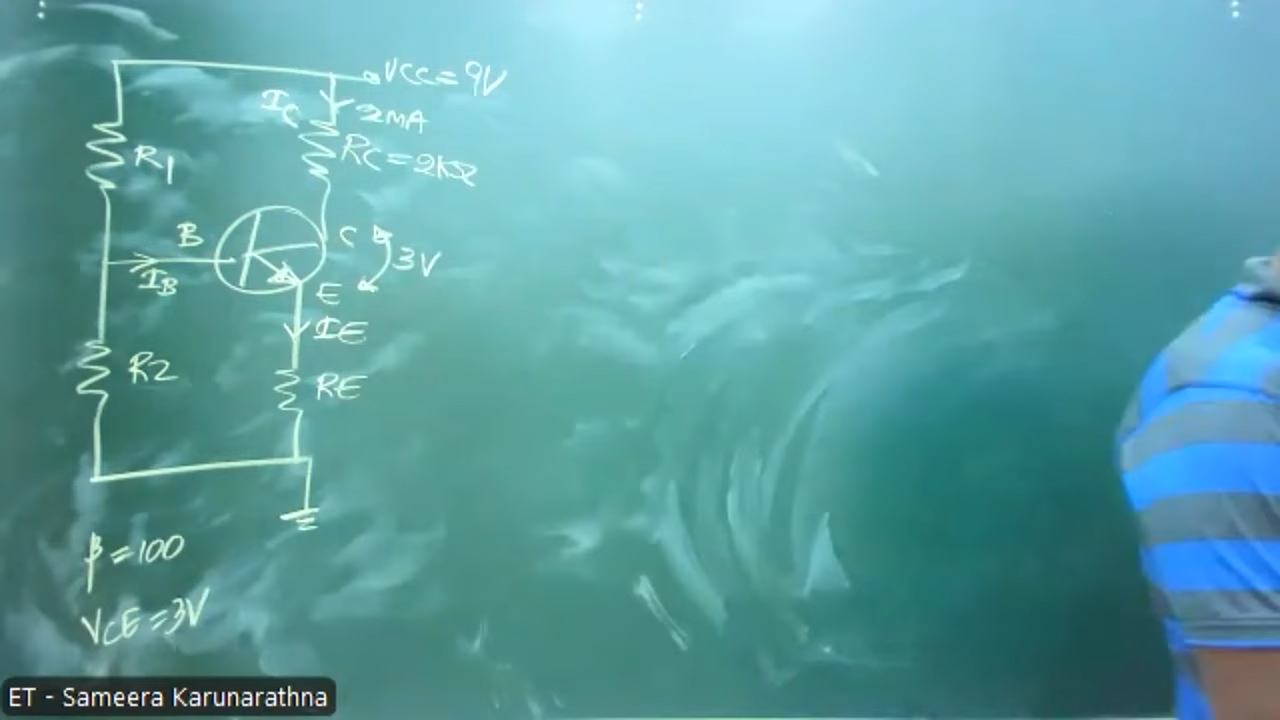 VCC=9V
IC
2MA
R1
RC=2KΩ
B
C
3V
IB
E
IE
R2
RE
β=100
VCE=3V
ET - Sameera Karunarathna